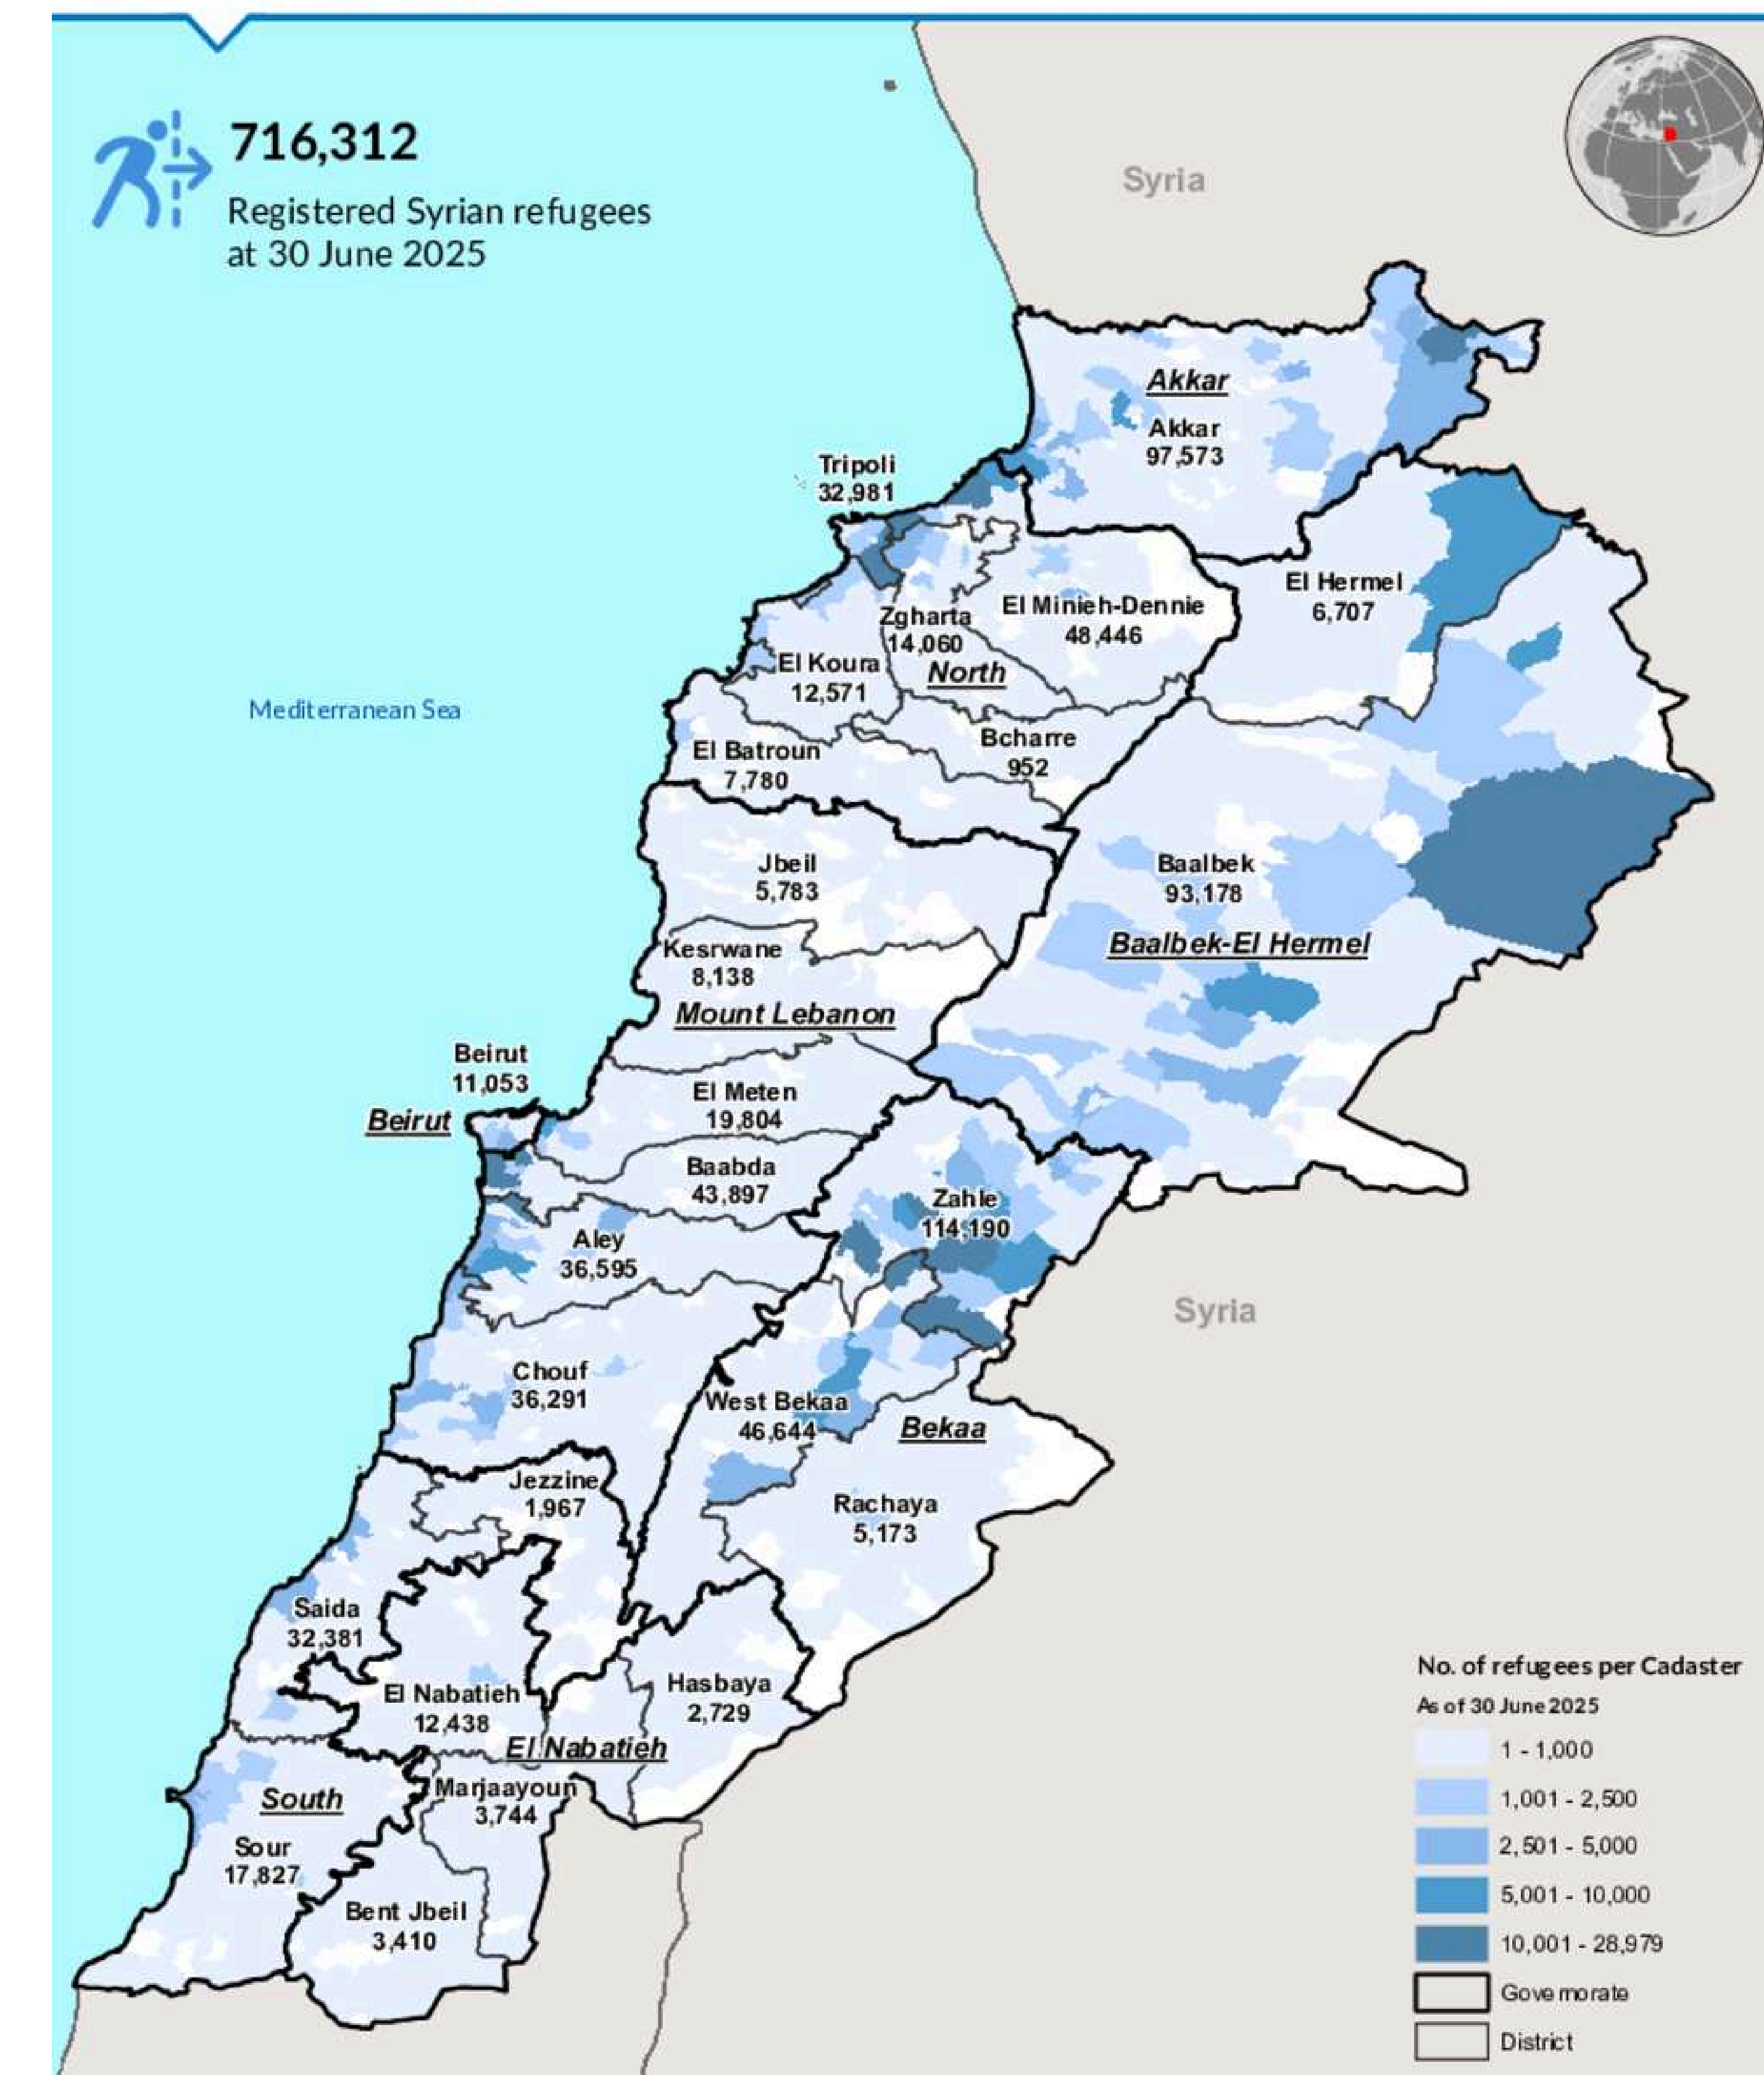 716,312
Registered Syrian refugees
at 30 June 2025
Syria
Akkar
Akkar
97,573
Tripoli
32,981
El Hermel
6,707
Zgharta
14,060
El Minieh-Dennie
48,446
El Koura
12,571
North
Mediterranean Sea
El Batroun
7,780
Bcharre
952
Jbeil
5,783
Baalbek
93,178
Baalbek-El Hermel
Kesrwane
8,138
Mount Lebanon
Beirut
11,053
Beirut
El Meten
19,804
Baabda
43,897
Zahle
114,190
Aley
36,595
Syria
Chouf
36,291
West Bekaa
46,644
Bekaa
Jezzine
1,967
Rachaya
5,173
Saida
32,381
Hasbaya
2,729
El Nabatieh
12,438
El Nabatieh
Marjaayoun
3,744
South
Sour
17,827
Bent Jbeil
3,410
No. of refugees per Cadaster
As of 30 June 2025
1 - 1,000
1,001 - 2,500
2,501 - 5,000
5,001 - 10,000
10,001 - 28,979
Governorate
District